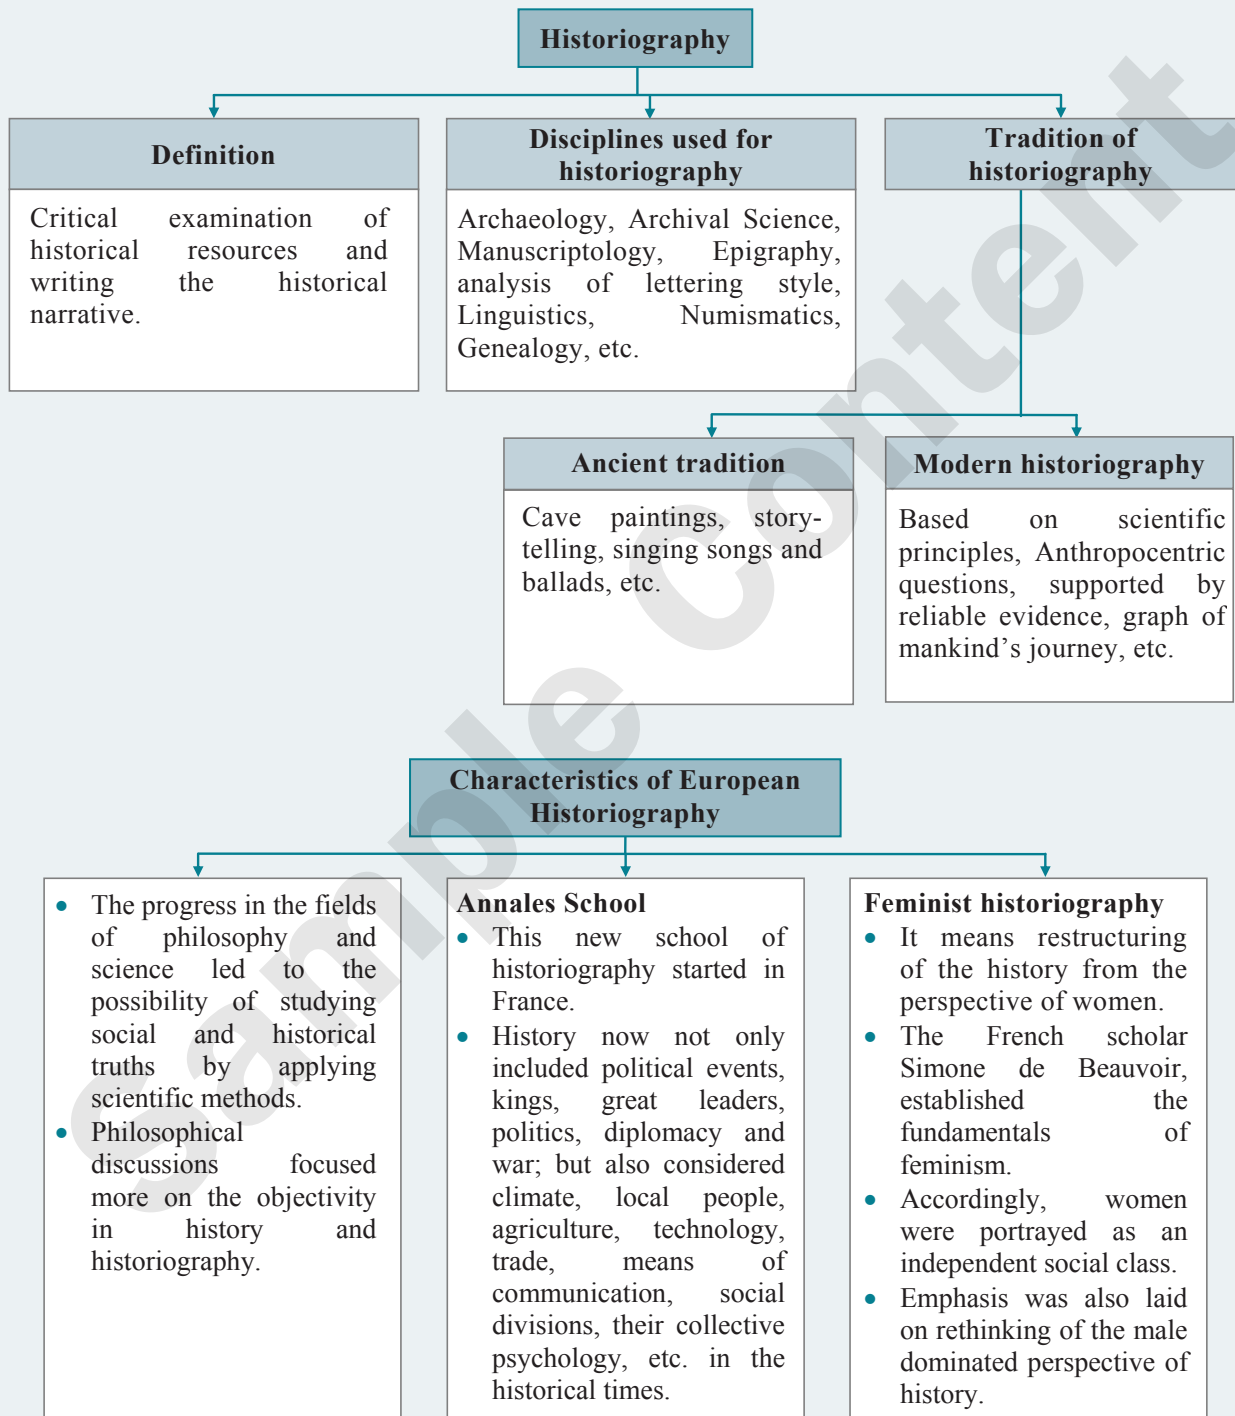 Historiography
Definition
Critical examination of
historical resources and
writing the historical
narrative.
Disciplines used for
historiography
Archaeology, Archival Science,
Manuscriptology, Epigraphy,
analysis of lettering style,
Linguistics, Numismatics,
Genealogy, etc.
Tradition of
historiography
Ancient tradition
Cave paintings, story-
telling, singing songs and
ballads, etc.
Modern historiography
Based on scientific
principles, Anthropocentric
questions, supported by
reliable evidence, graph of
mankind’s journey, etc.
Characteristics of European
Historiography
• The progress in the fields
of philosophy and
science led to the
possibility of studying
social and historical
truths by applying
scientific methods.
• Philosophical
discussions focused
more on the objectivity
in history and
historiography.
Annales School
• This new school of
historiography started in
France.
• History now not only
included political events,
kings, great leaders,
politics, diplomacy and
war; but also considered
climate, local people,
agriculture, technology,
trade, means of
communication, social
divisions, their collective
psychology, etc. in the
historical times.
Feminist historiography
• It means restructuring
of the history from the
perspective of women.
• The French scholar
Simone de Beauvoir,
established the
fundamentals of
feminism.
• Accordingly, women
were portrayed as an
independent social class.
• Emphasis was also laid
on rethinking of the male
dominated perspective of
history.
Sample Content